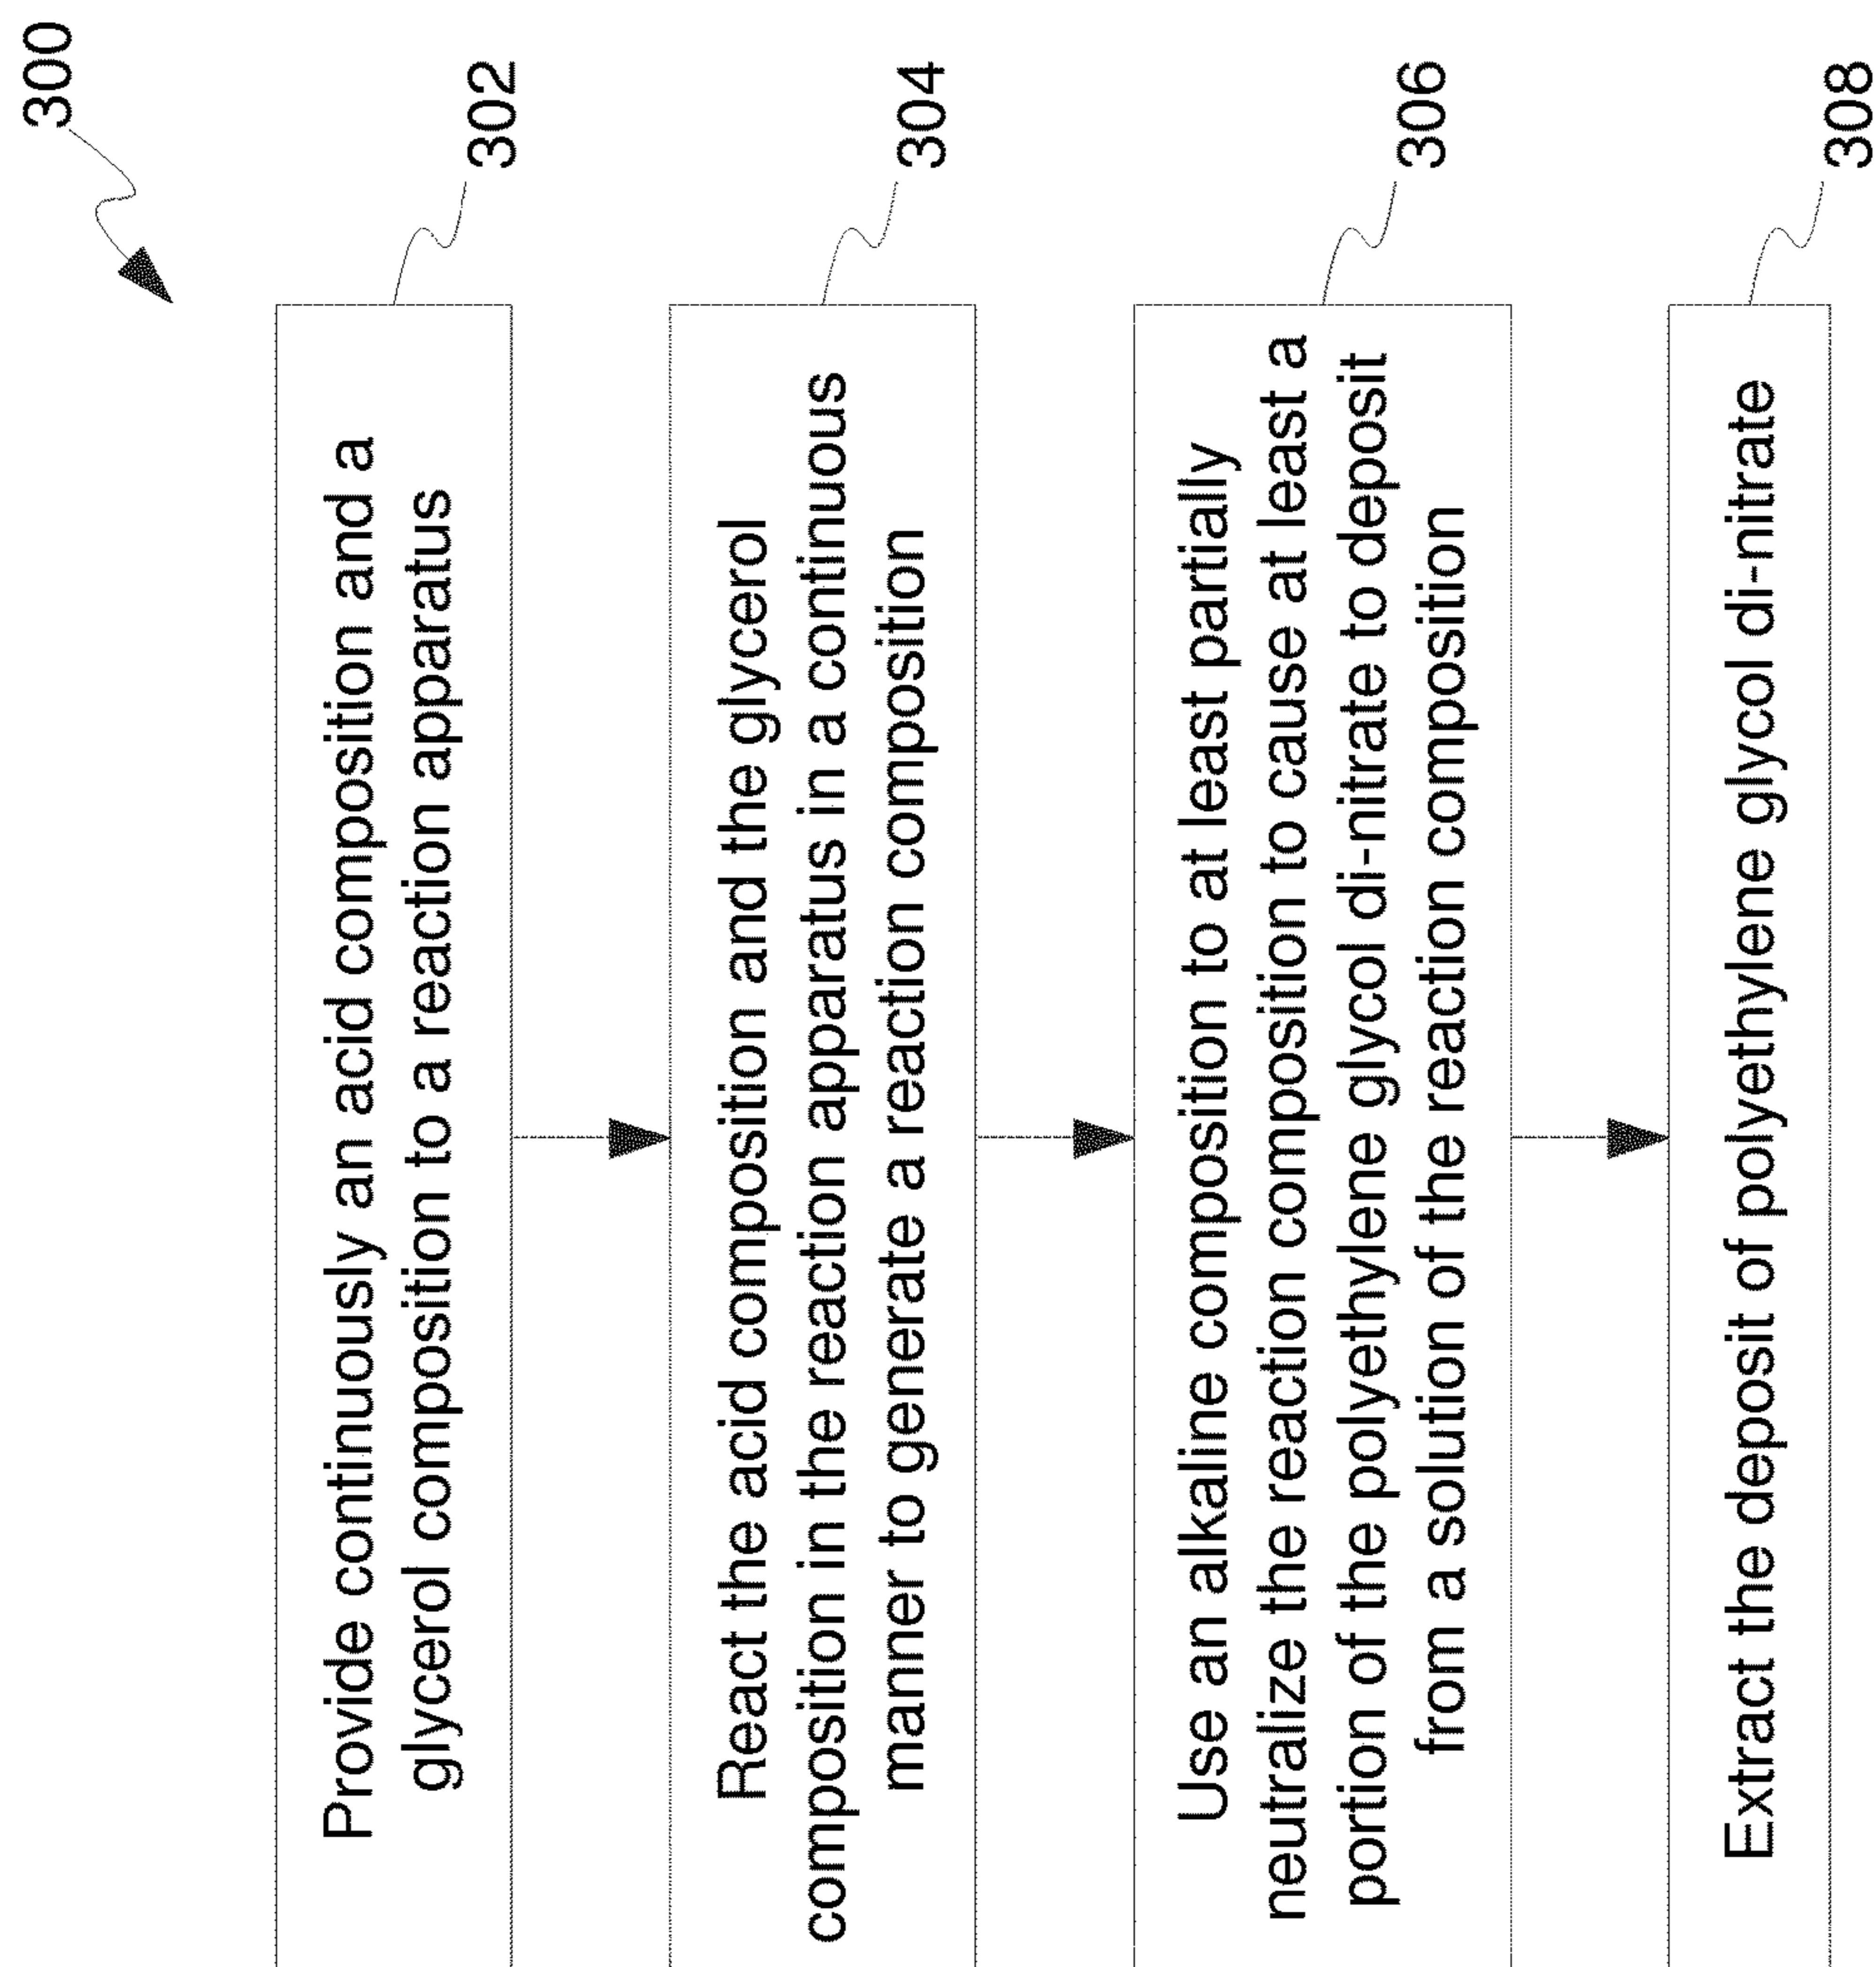 300
Provide continuously an acid composition and a
glycerol composition to a reaction apparatus
302
React the acid composition and the glycerol
composition in the reaction apparatus in a continuous
manner to generate a reaction composition
304
Use an alkaline composition to at least partially
neutralize the reaction composition to cause at least a
portion of the polyethylene glycol di-nitrate to deposit
from a solution of the reaction composition
306
Extract the deposit of polyethylene glycol di-nitrate
308